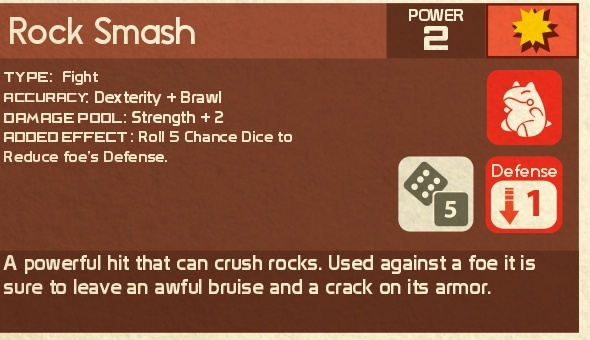 Rock Smash
POWER
2
TYPE: Fight
ACCURACY: Dexterity + Brawl
DAMAGE POOL: Strength + 2
ADDED EFFECT: Roll 5 Chance Dice to
Reduce foe's Defense.
5
Defense
1
A powerful hit that can crush rocks. Used against a foe it is
sure to leave an awful bruise and a crack on its armor.